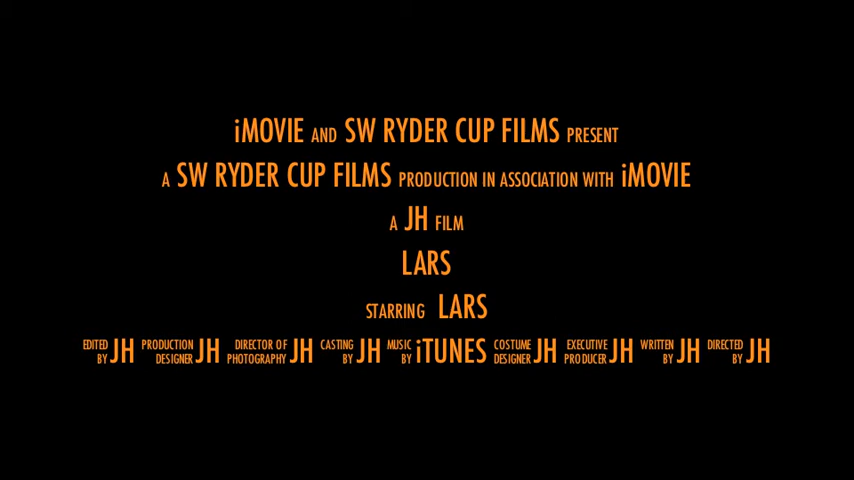 iMOVIE AND SW RYDER CUP FILMS PRESENT
A SW RYDER CUP FILMS PRODUCTION IN ASSOCIATION WITH iMOVIE
A JH FILM
LARS
STARRING LARS
EDITED BY JH PRODUCTION DESIGNER JH DIRECTOR OF PHOTOGRAPHY JH CASTING BY JH MUSIC BY iTUNES COSTUME DESIGNER JH EXECUTIVE PRODUCER JH WRITTEN BY JH DIRECTED BY JH